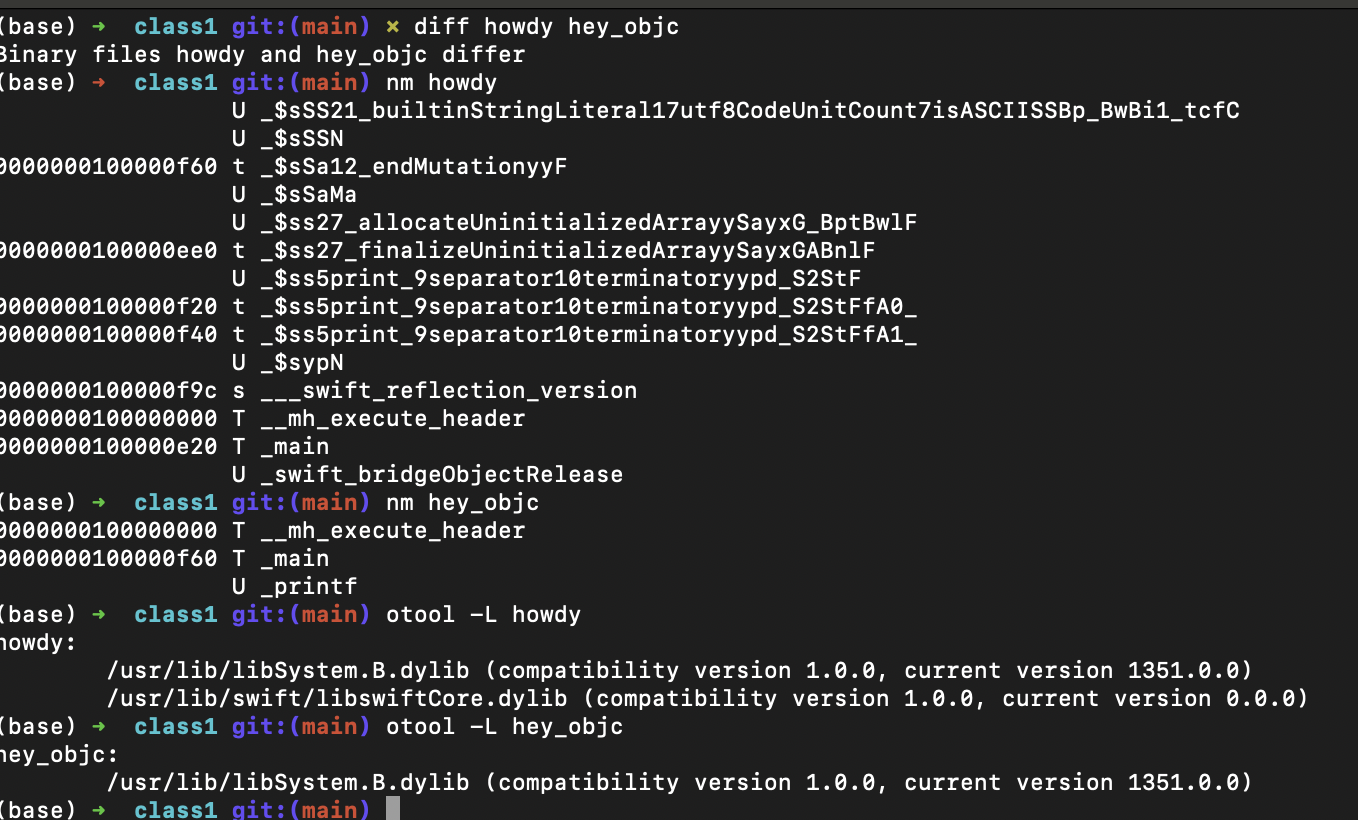 (base) ➜ class1 git:(main) ✗ diff howdy hey_objc
Binary files howdy and hey_objc differ
(base) ➜ class1 git:(main) nm howdy
U _$sSS21_builtinStringLiteral17utf8CodeUnitCount7isASCIISSBp_BwBi1_tcfC
U _$sSSN
0000000100000f60 t _$sSa12_endMutationyyF
U _$sSaMa
U _$ss27_allocateUninitializedArrayySayxG_BptBwlF
0000000100000ee0 t _$ss27_finalizeUninitializedArrayySayxGABnlF
U _$ss5print_9separator10terminatoryypd_S2StF
0000000100000f20 t _$ss5print_9separator10terminatoryypd_S2StFfA0_
0000000100000f40 t _$ss5print_9separator10terminatoryypd_S2StFfA1_
U _$sypN
0000000100000f9c s ___swift_reflection_version
0000000100000000 T __mh_execute_header
0000000100000e20 T _main
U _swift_bridgeObjectRelease
(base) ➜ class1 git:(main) nm hey_objc
0000000100000000 T __mh_execute_header
0000000100000f60 T _main
U _printf
(base) ➜ class1 git:(main) otool -L howdy
howdy:
/usr/lib/libSystem.B.dylib (compatibility version 1.0.0, current version 1351.0.0)
/usr/lib/swift/libswiftCore.dylib (compatibility version 1.0.0, current version 0.0.0)
(base) ➜ class1 git:(main) otool -L hey_objc
hey_objc:
/usr/lib/libSystem.B.dylib (compatibility version 1.0.0, current version 1351.0.0)
(base) ➜ class1 git:(main)